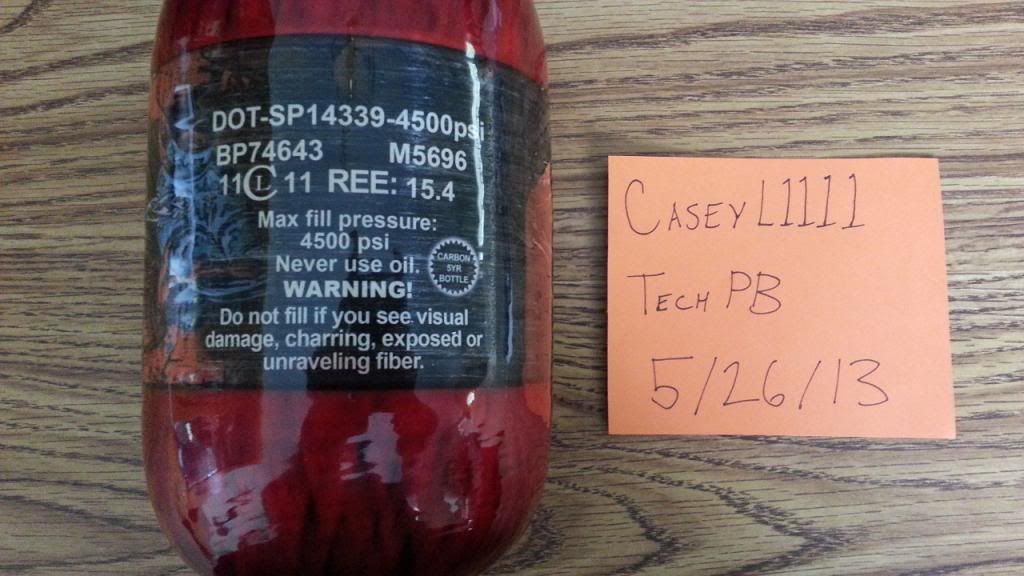 DOT-SP14339-4500psi
BP74643 M5696
11 11 REE: 15.4
Max fill pressure:
4500 psi
Never use oil.
WARNING!
Do not fill if you see visual
damage, charring, exposed or
unraveling fiber.
CARBON
5YR
BOTTLE
CASEYL1111
TECH PB
5/26/13